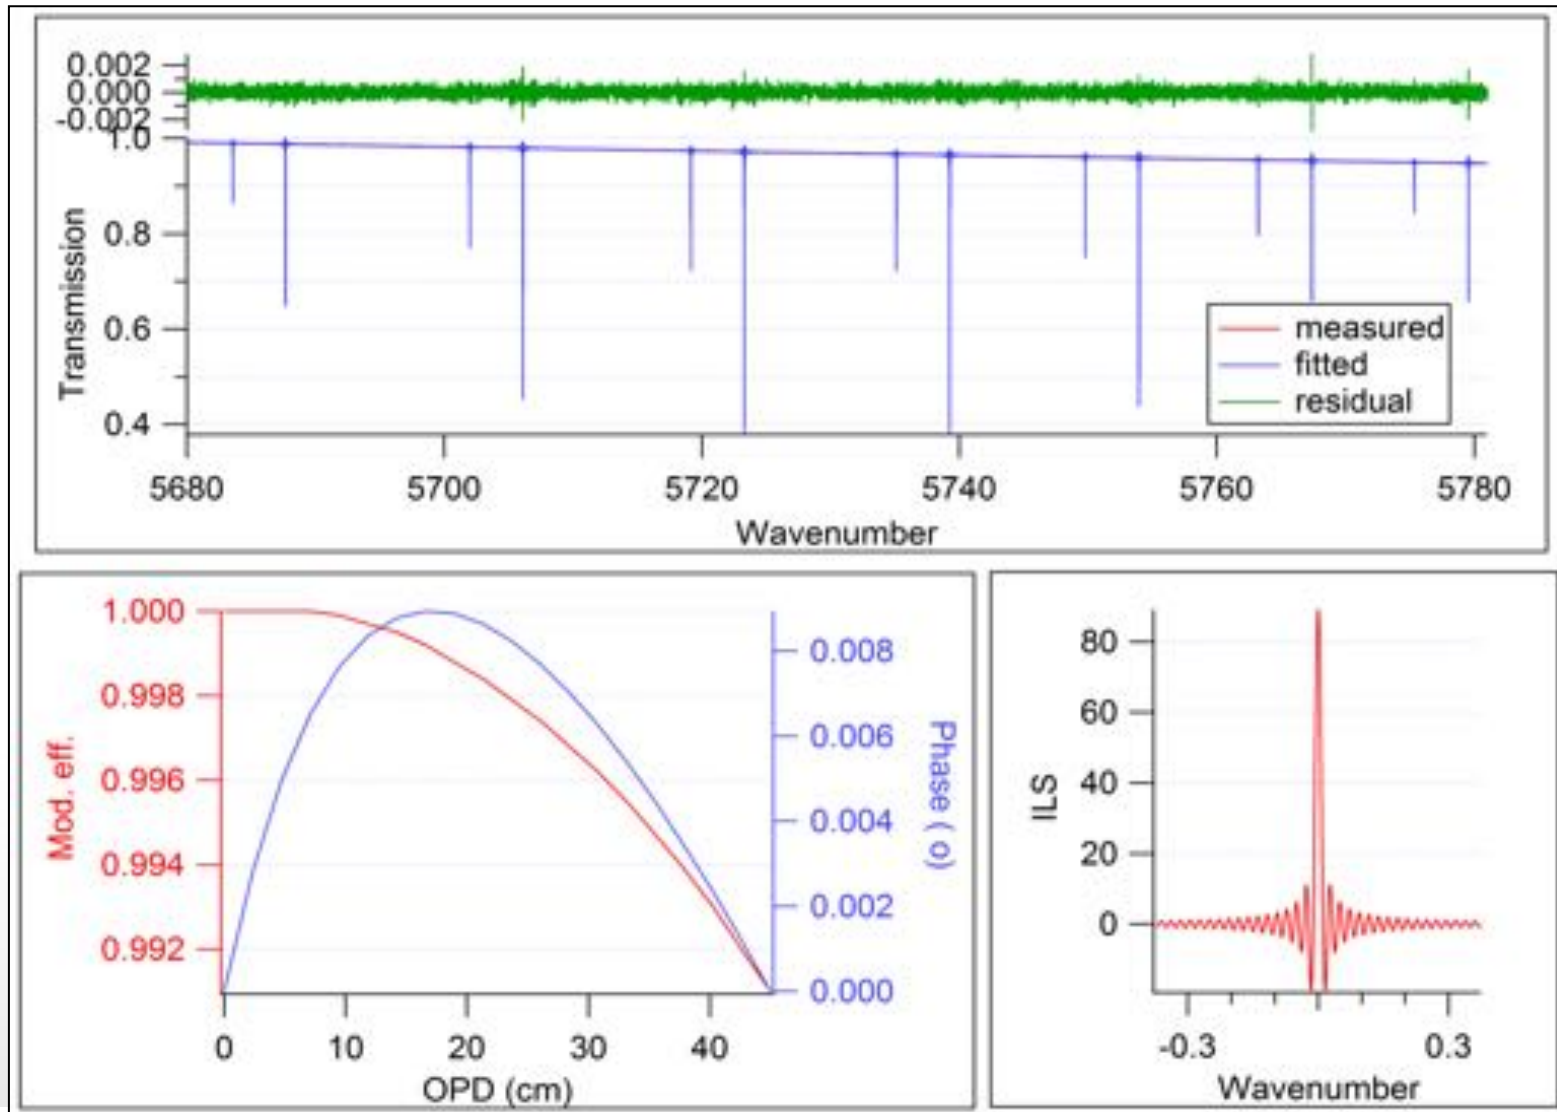 0.002
0.000
-0.002
1.0
0.8
0.6
0.4
Transmission
measured
fitted
residual
5680 5700 5720 5740 5760 5780
Wavenumber
1.000
0.998
0.996
0.994
0.992
Mod. eff.
0.008
0.006
0.004
0.002
0.000
Phase ( o)
0 10 20 30 40
OPD (cm)
80
60
40
20
0
ILS
-0.3 0.3
Wavenumber